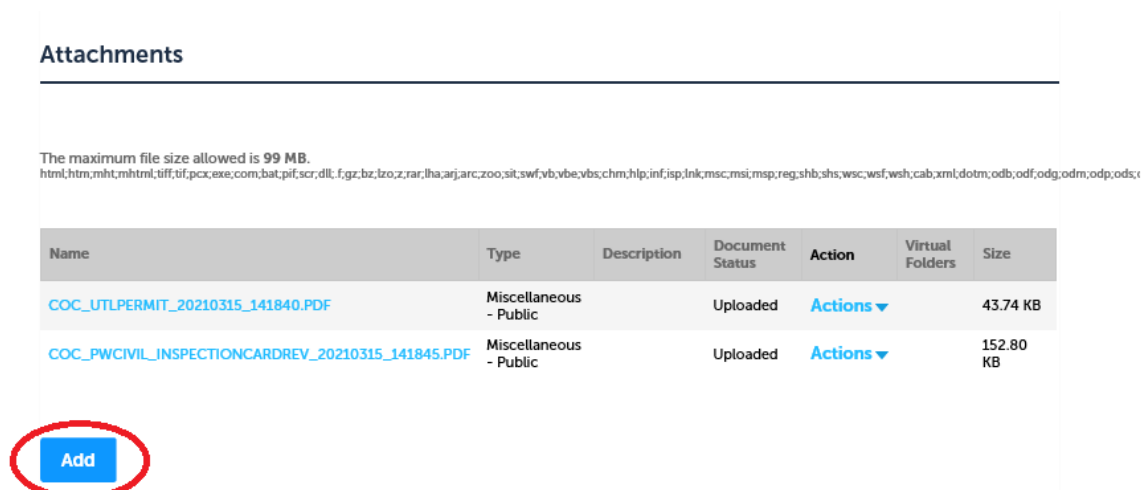 Attachments
The maximum file size allowed is 99 MB.
html;htm;mht;mhtml;tiff;tif;pcx;exe;com;bat;pif;scr;dll;.f;gz;bz;lzo;z;rar;lha;arj;arc;zoo;sit;swf;vb;vbe;vbs;chm;hlp;inf;isp;lnk;msc;msi;msp;reg;shb;shs;wsc;wsf;wsh;cab;xml;dotm;odb;odf;odg;odm;odp;ods;
Name Type Description Document Status Action Virtual Folders Size
COC_UTLPERMIT_20210315_141840.PDF Miscellaneous - Public Uploaded Actions 43.74 KB
COC_PWCIVIL_INSPECTIONCARDREV_20210315_141845.PDF Miscellaneous - Public Uploaded Actions 152.80 KB
Add